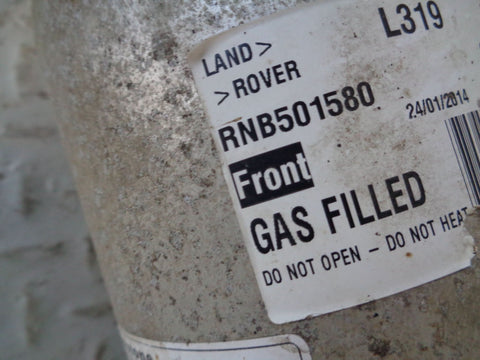 L319
LAND >
> ROVER
RNB501580
24/01/2014
Front
GAS FILLED
DO NOT OPEN - DO NOT HEAT